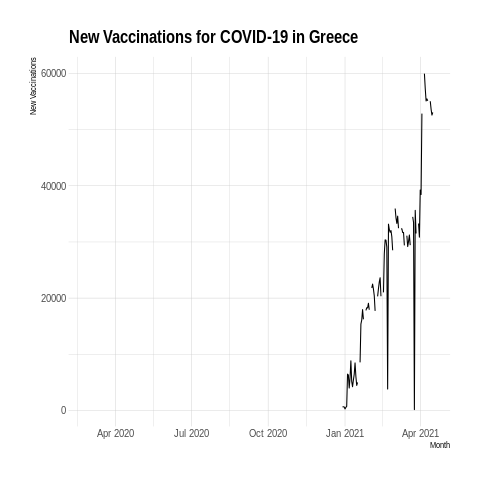 New Vaccinations for COVID-19 in Greece
New Vaccinations
60000
40000
20000
0
Apr 2020 Jul 2020 Oct 2020 Jan 2021 Apr 2021
Month